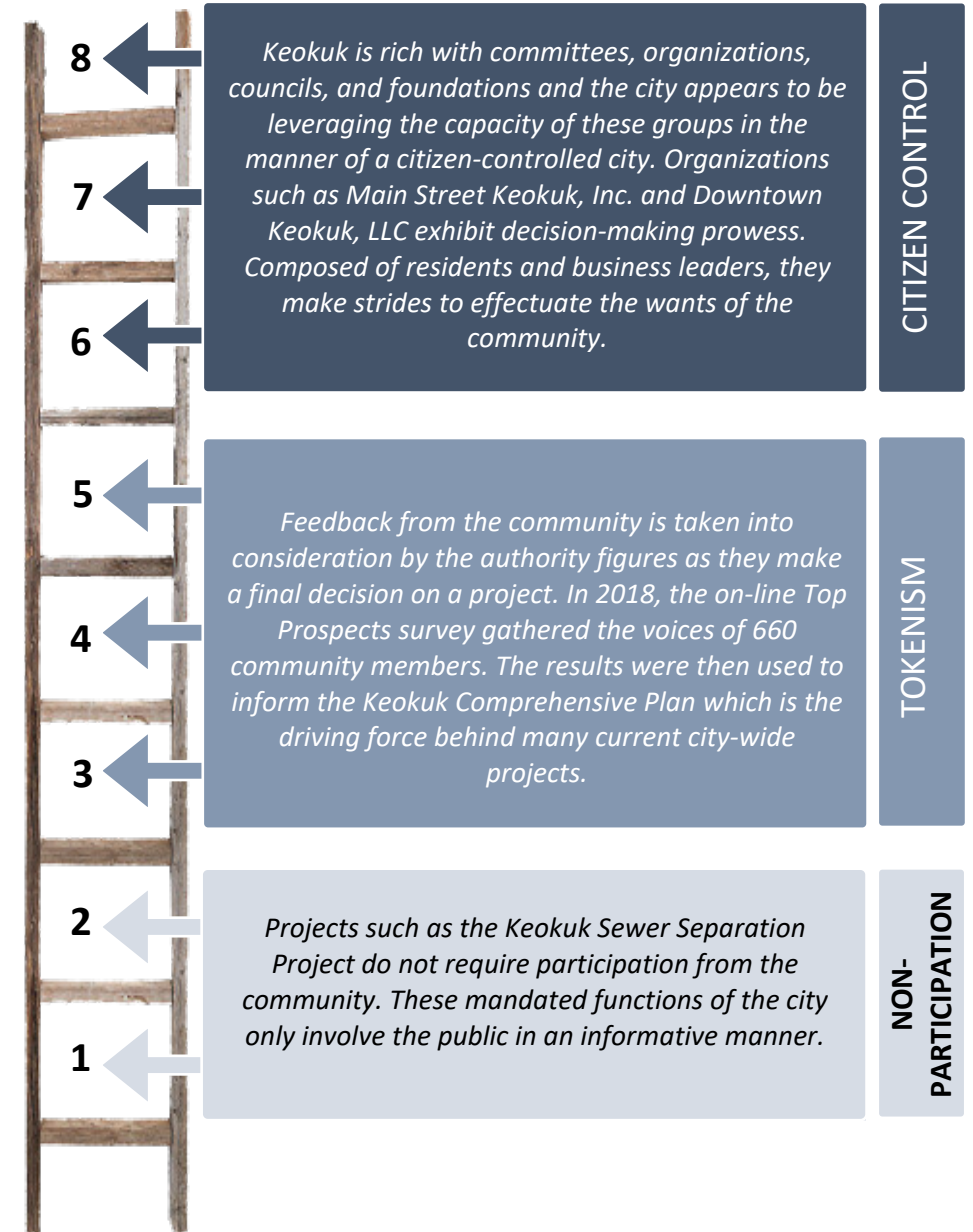 8
7
6
Keokuk is rich with committees, organizations,
councils, and foundations and the city appears to be
leveraging the capacity of these groups in the
manner of a citizen-controlled city. Organizations
such as Main Street Keokuk, Inc. and Downtown
Keokuk, LLC exhibit decision-making prowess.
Composed of residents and business leaders, they
make strides to effectuate the wants of the
community.
CITIZEN CONTROL
5
4
3
Feedback from the community is taken into
consideration by the authority figures as they make
a final decision on a project. In 2018, the on-line Top
Prospects survey gathered the voices of 660
community members. The results were then used to
inform the Keokuk Comprehensive Plan which is the
driving force behind many current city-wide
projects.
TOKENISM
2
1
Projects such as the Keokuk Sewer Separation
Project do not require participation from the
community. These mandated functions of the city
only involve the public in an informative manner.
NON-
PARTICIPATION